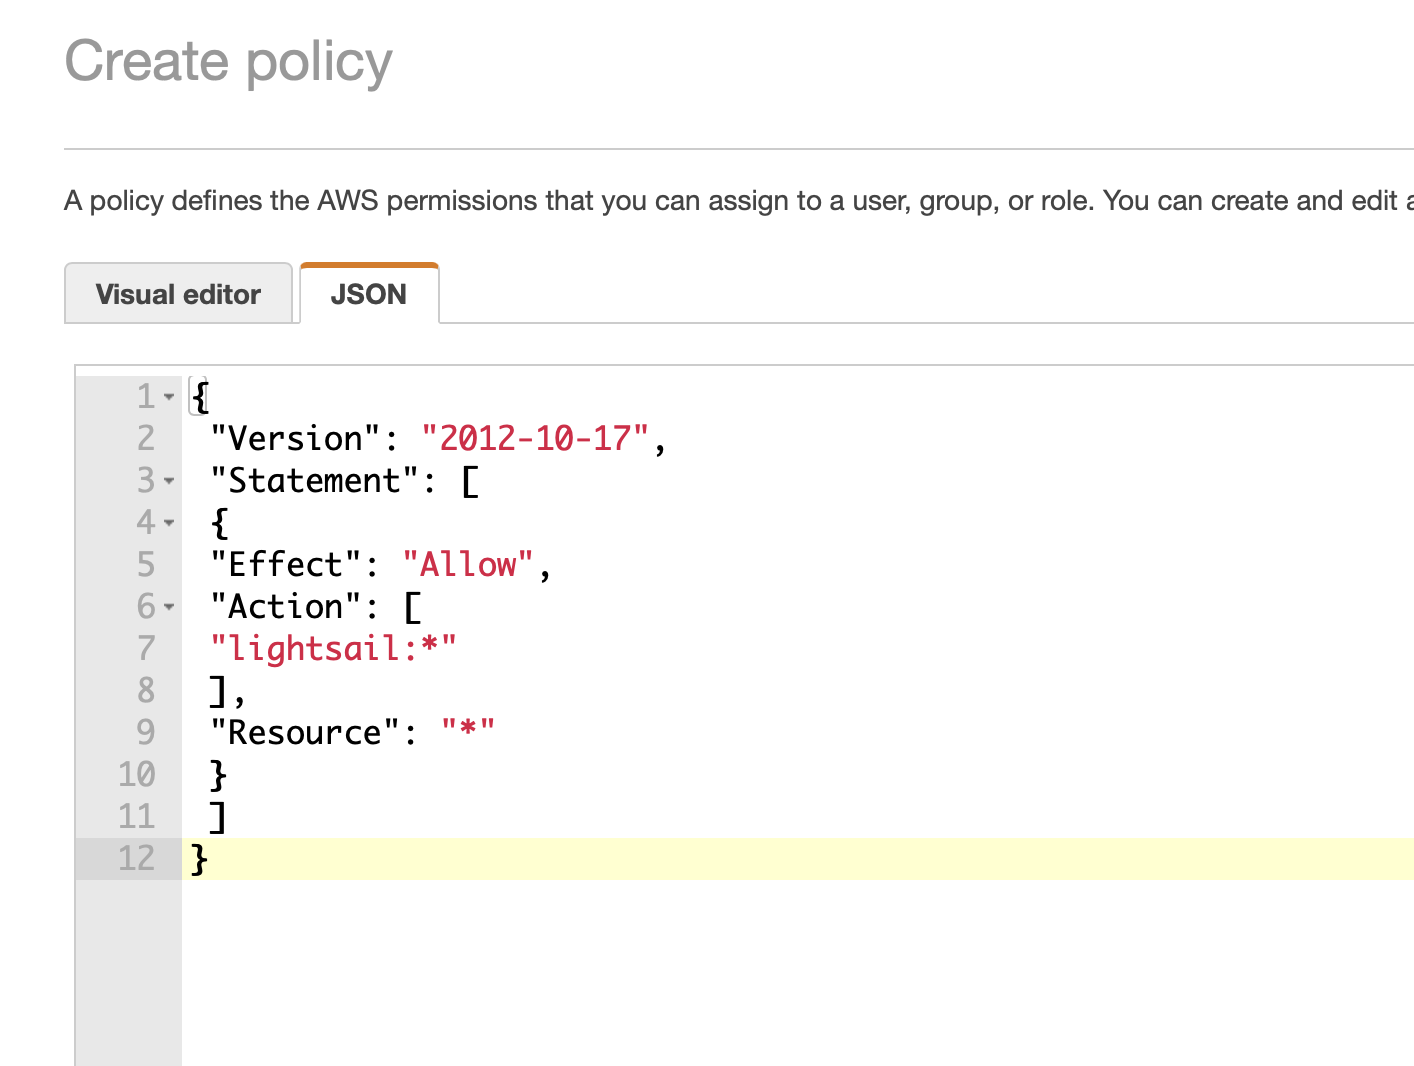 Create policy
A policy defines the AWS permissions that you can assign to a user, group, or role. You can create and edit a
Visual editor JSON
1 {
2 "Version": "2012-10-17",
3 "Statement": [
4 {
5 "Effect": "Allow",
6 "Action": [
7 "lightsail:*"
8 ],
9 "Resource": "*"
10 }
11 ]
12 }